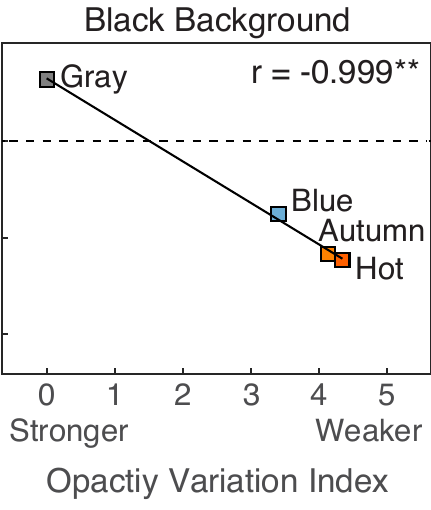 Black Background
r = -0.999**
Gray
Blue
Autumn
Hot
0 1 2 3 4 5
Stronger Weaker
Opactiy Variation Index